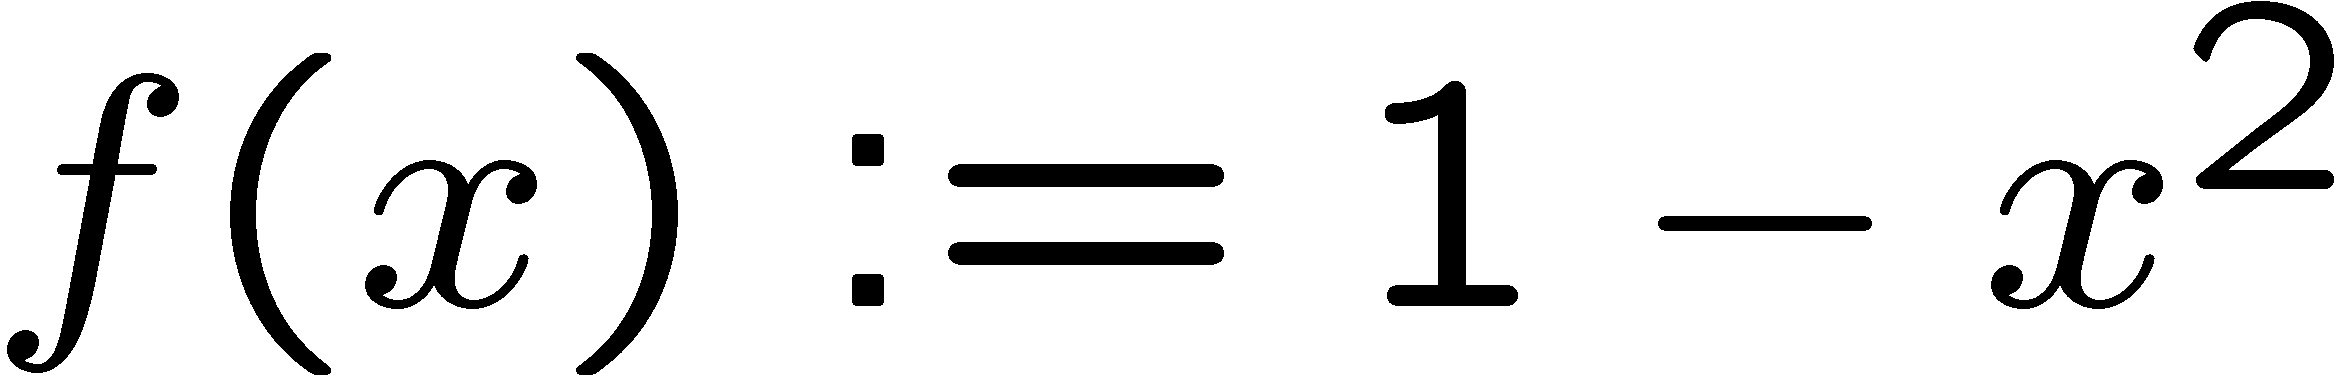 f(x) := 1 − x²